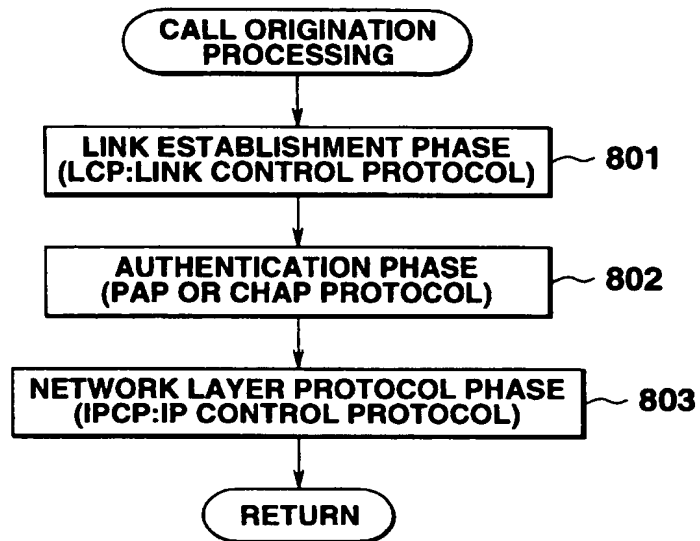 CALL ORIGINATION
PROCESSING
LINK ESTABLISHMENT PHASE
(LCP:LINK CONTROL PROTOCOL)
801
AUTHENTICATION PHASE
(PAP OR CHAP PROTOCOL)
802
NETWORK LAYER PROTOCOL PHASE
(IPCP:IP CONTROL PROTOCOL)
803
RETURN